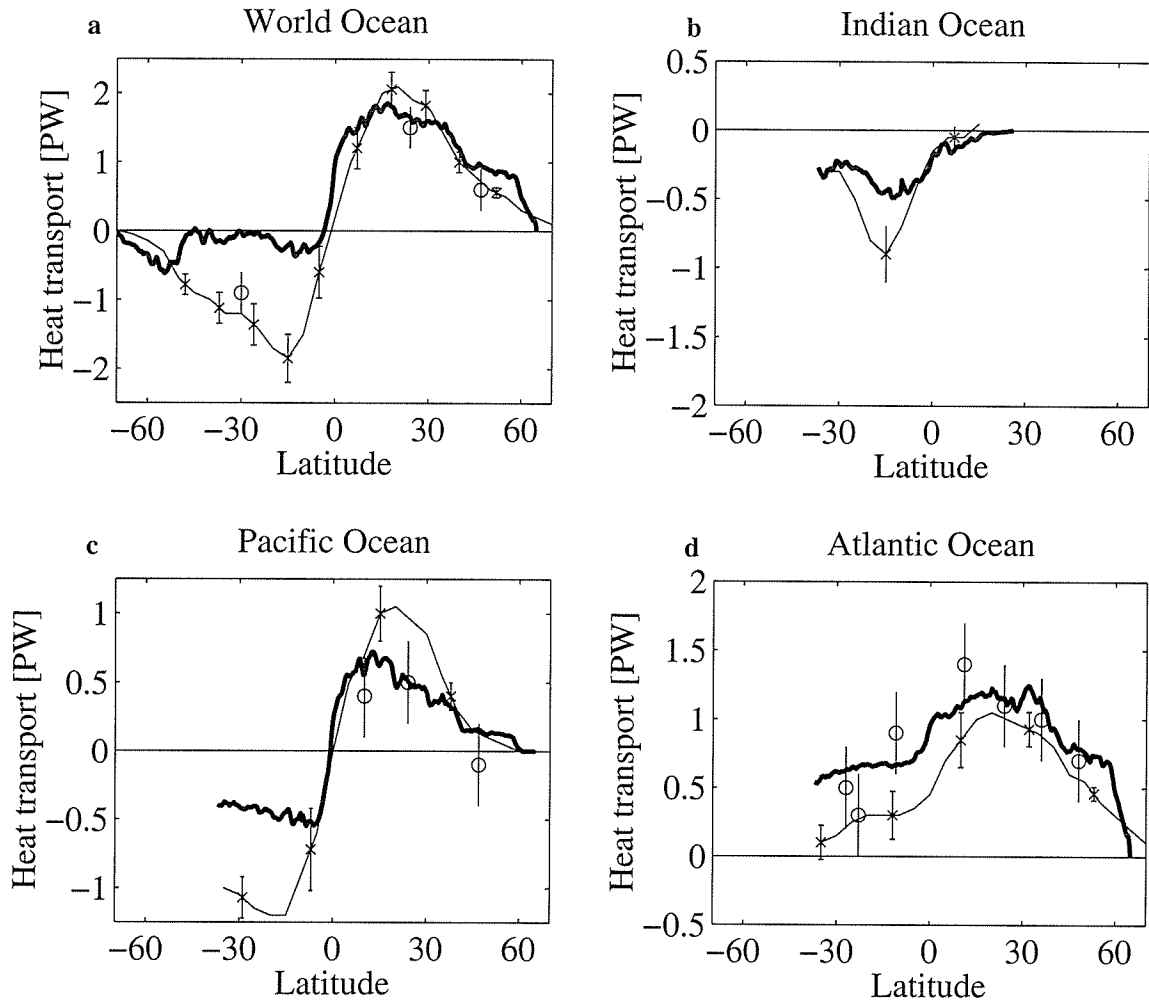 a World Ocean
Heat transport [PW]
2
1
0
−1
−2
−60 −30 0 30 60
Latitude
b Indian Ocean
Heat transport [PW]
0.5
0
−0.5
−1
−1.5
−2
−60 −30 0 30 60
Latitude
c Pacific Ocean
Heat transport [PW]
1
0.5
0
−0.5
−1
−60 −30 0 30 60
Latitude
d Atlantic Ocean
Heat transport [PW]
2
1.5
1
0.5
0
−0.5
−60 −30 0 30 60
Latitude